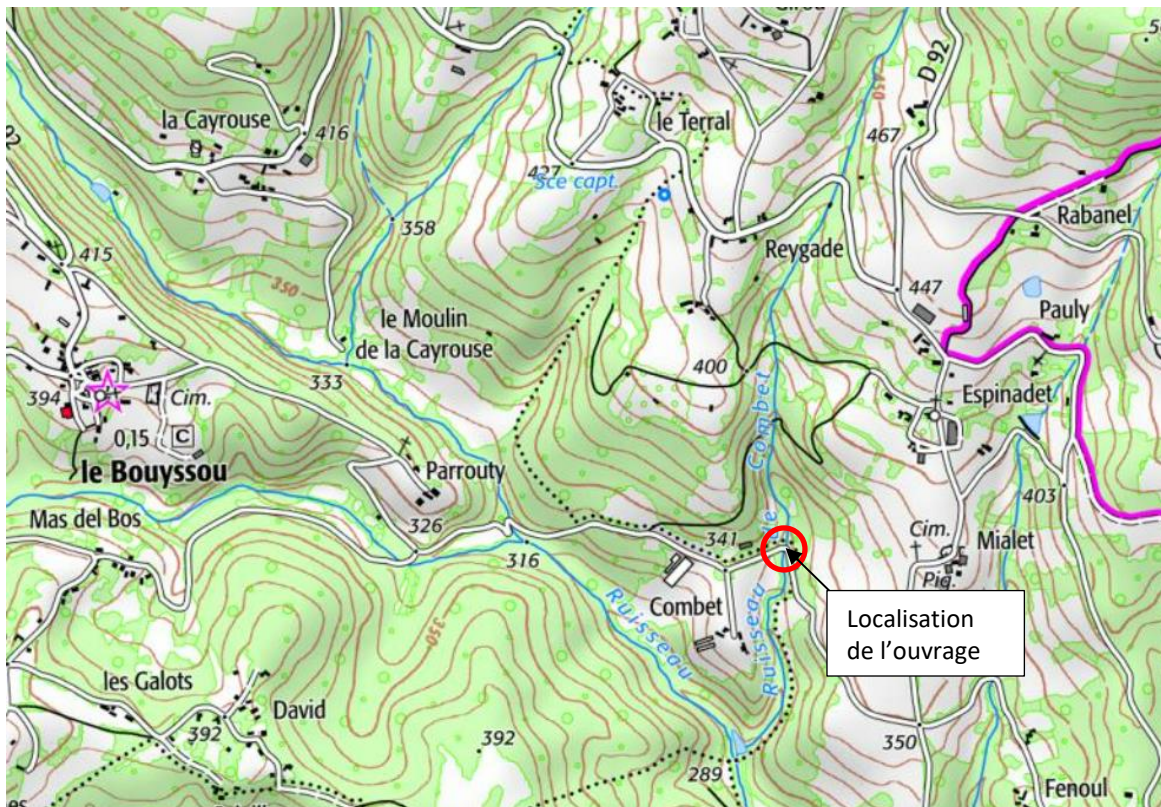 la Cayrouse
416
le Terral
427
Sce capt.
D 92
467
450
358
Rabanel
Reygade
415
350
447
Pauly
le Moulin
de la Cayrouse
333
400
394
Cim.
Espinadet
0,15
C
le Bouyssou
Parrouty
Ruisseau de Combet
403
Mas del Bos
326
316
341
Cim.
Mialet
Piq.
Combet
Ruisseau
350
Localisation
de l’ouvrage
les Galots
David
392
392
350
289
Fenoul